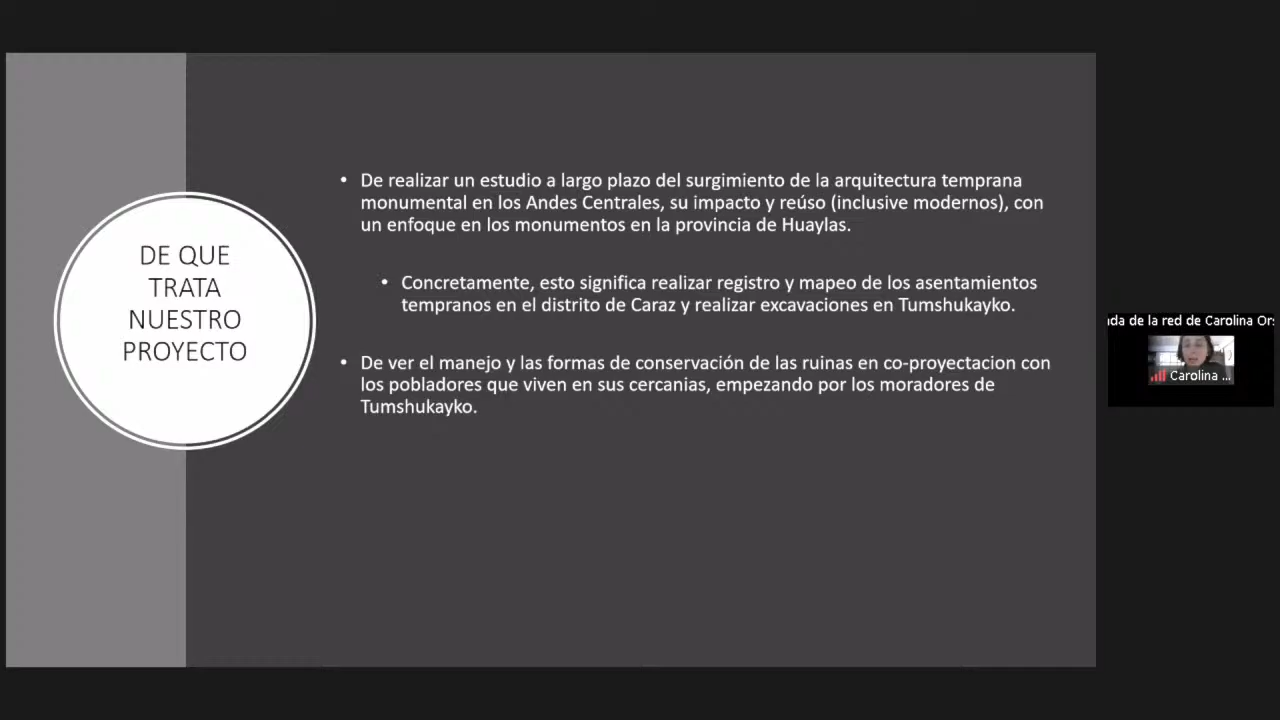 DE QUE
TRATA
NUESTRO
PROYECTO
• De realizar un estudio a largo plazo del surgimiento de la arquitectura temprana
monumental en los Andes Centrales, su impacto y reúso (inclusive modernos), con
un enfoque en los monumentos en la provincia de Huaylas.
• Concretamente, esto significa realizar registro y mapeo de los asentamientos
tempranos en el distrito de Caraz y realizar excavaciones en Tumshukayko.
• De ver el manejo y las formas de conservación de las ruinas en co-proyectacion con
los pobladores que viven en sus cercanias, empezando por los moradores de
Tumshukayko.
de la red de Carolina
Carolina ...